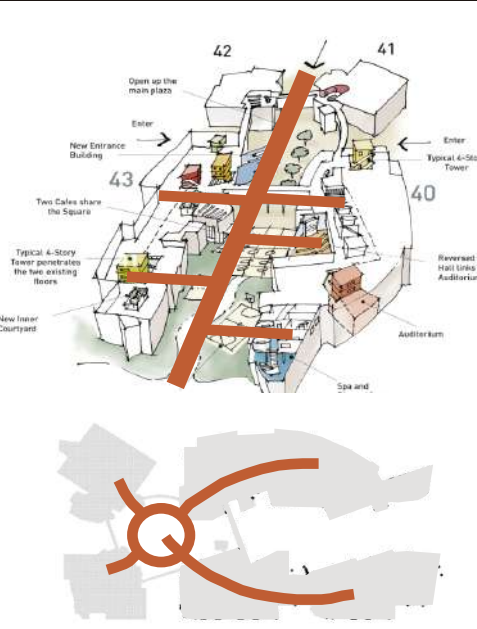 42
41
Open up the
main plaza
Enter
Enter
New Entrance
Building
Typical 4-Sto
Tower
43
40
Two Cafes share
the Square
Typical 4-Story
Tower penetrates
the two existing
floors
Reversed
Hall links
Auditoriu
New Inner
Courtyard
Auditorium
Spa and